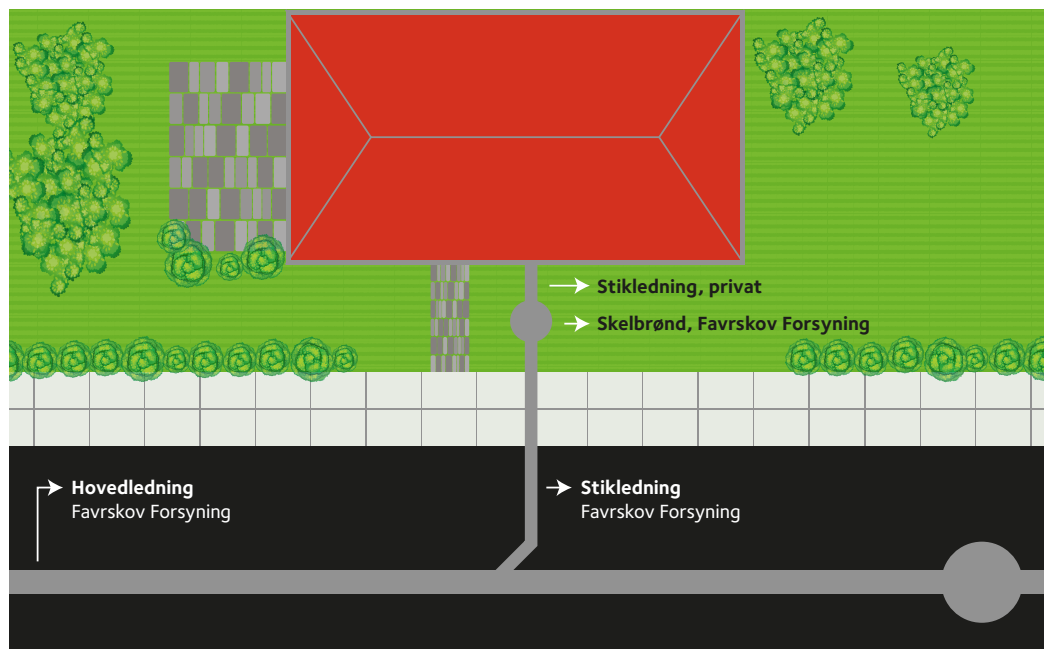 Stikledning, privat
Skelbrønd, Favrskov Forsyning
Hovedledning
Favrskov Forsyning
Stikledning
Favrskov Forsyning